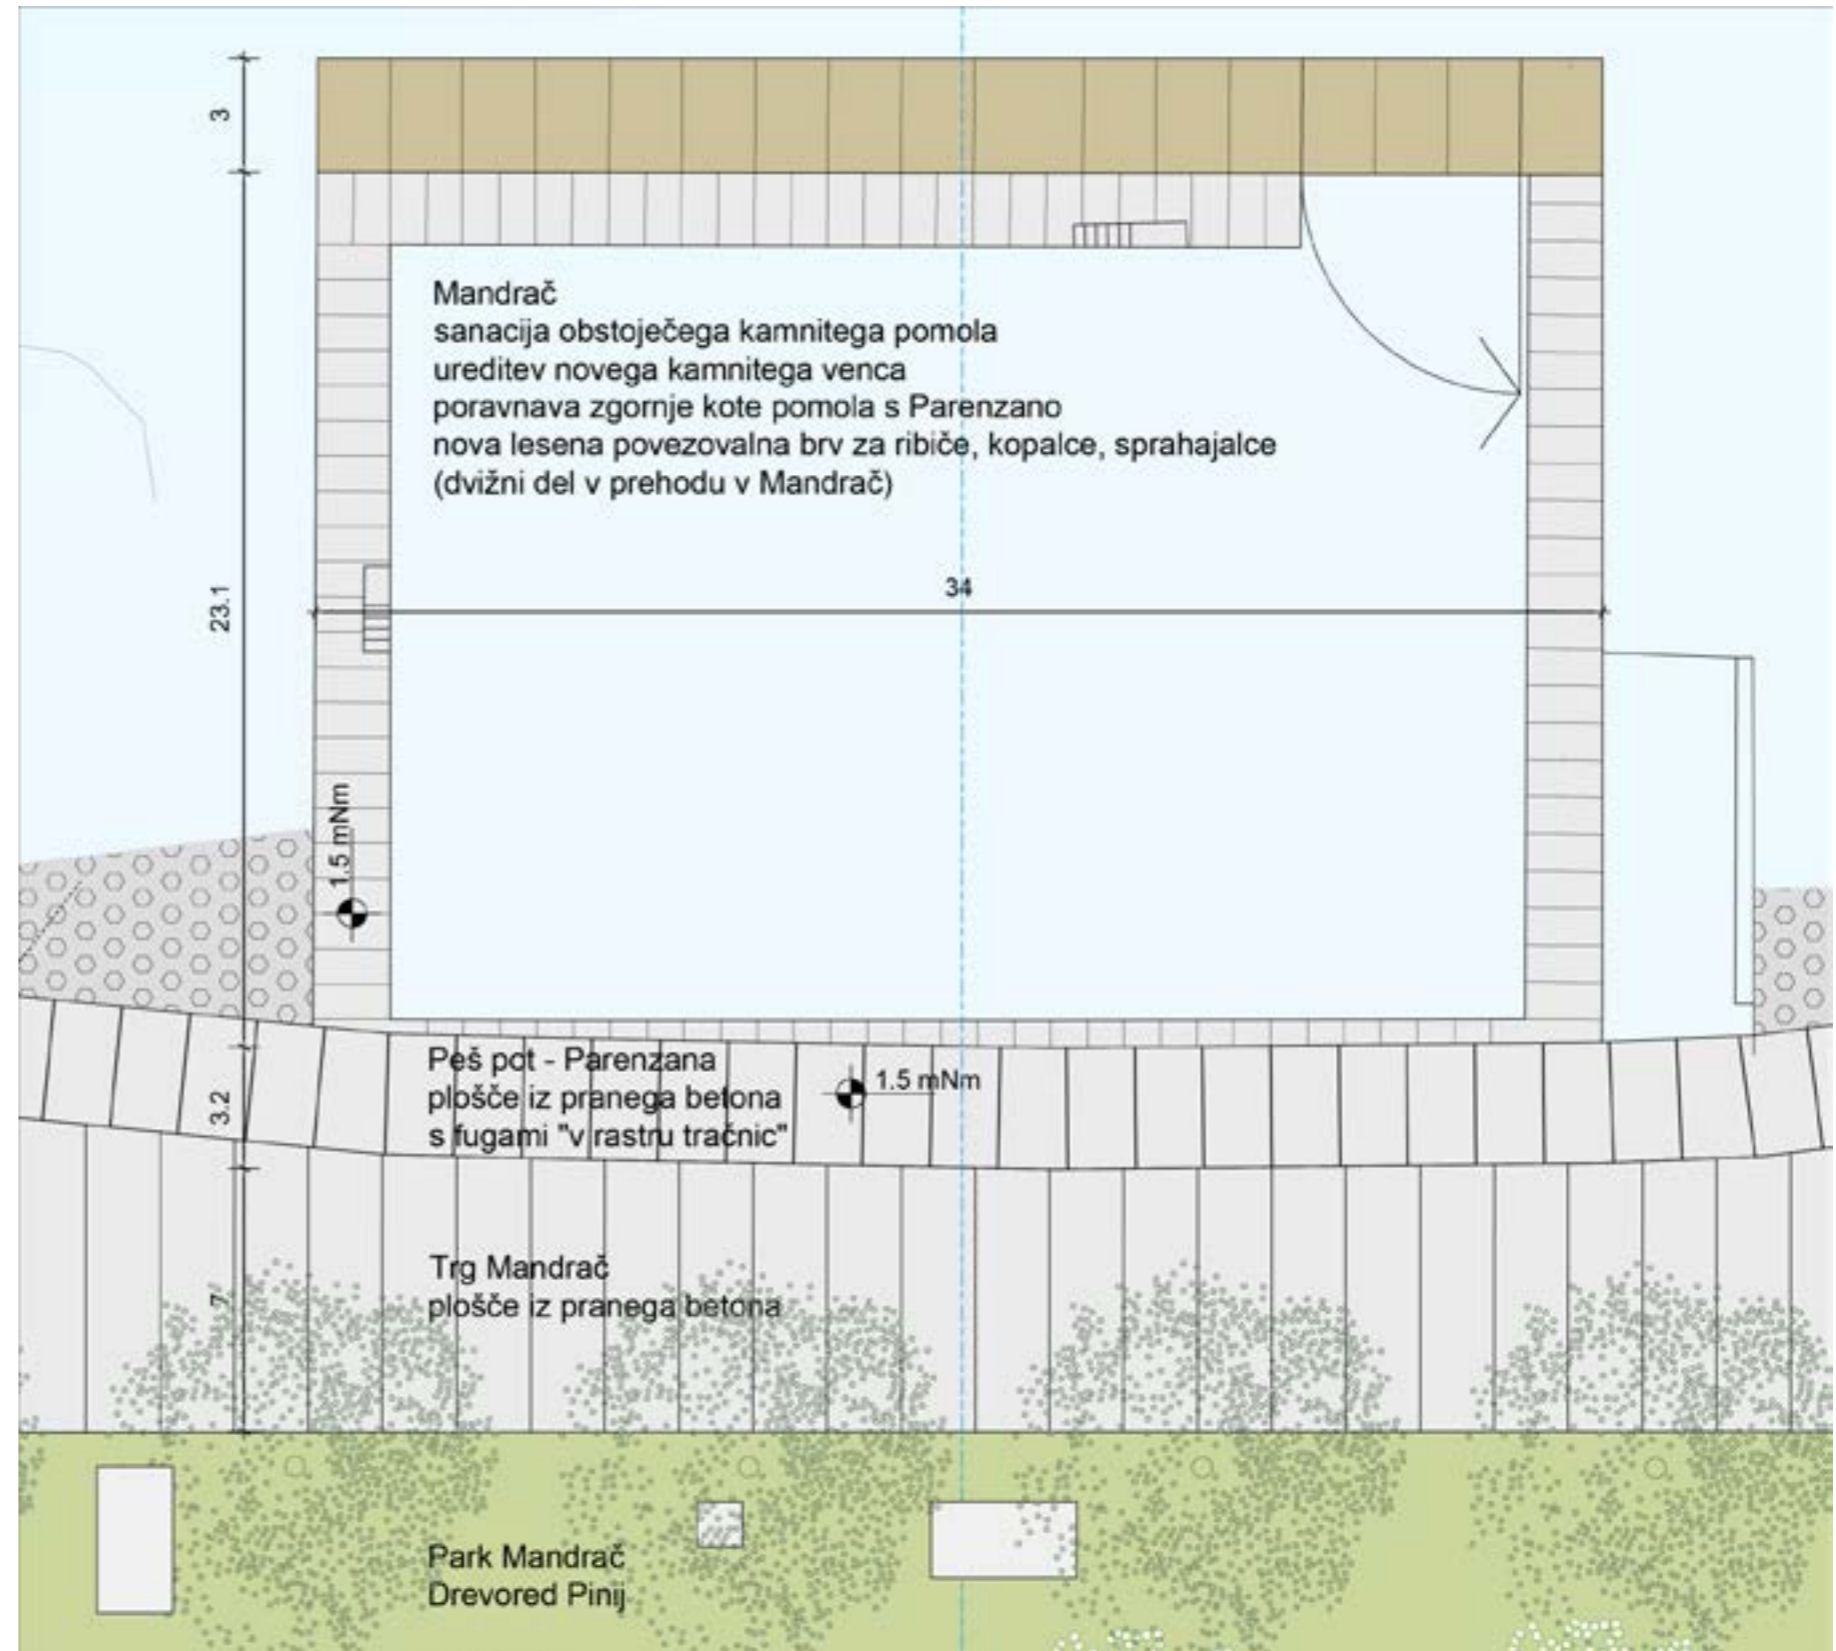 3
Mandrač
sanacija obstoječega kamnitega pomola
ureditev novega kamnitega venca
poravnava zgornje kote pomola s Parenzano
nova lesena povezovalna brv za ribiče, kopalce, sprahajalce
(dvižni del v prehodu v Mandrač)
34
23.1
1.5 mNm
Peš pot - Parenzana
plošče iz pranega betona
s fugami "v rastru tračnic"
1.5 mNm
3.2
Trg Mandrač
plošče iz pranega betona
7
Park Mandrač
Drevored Pinij